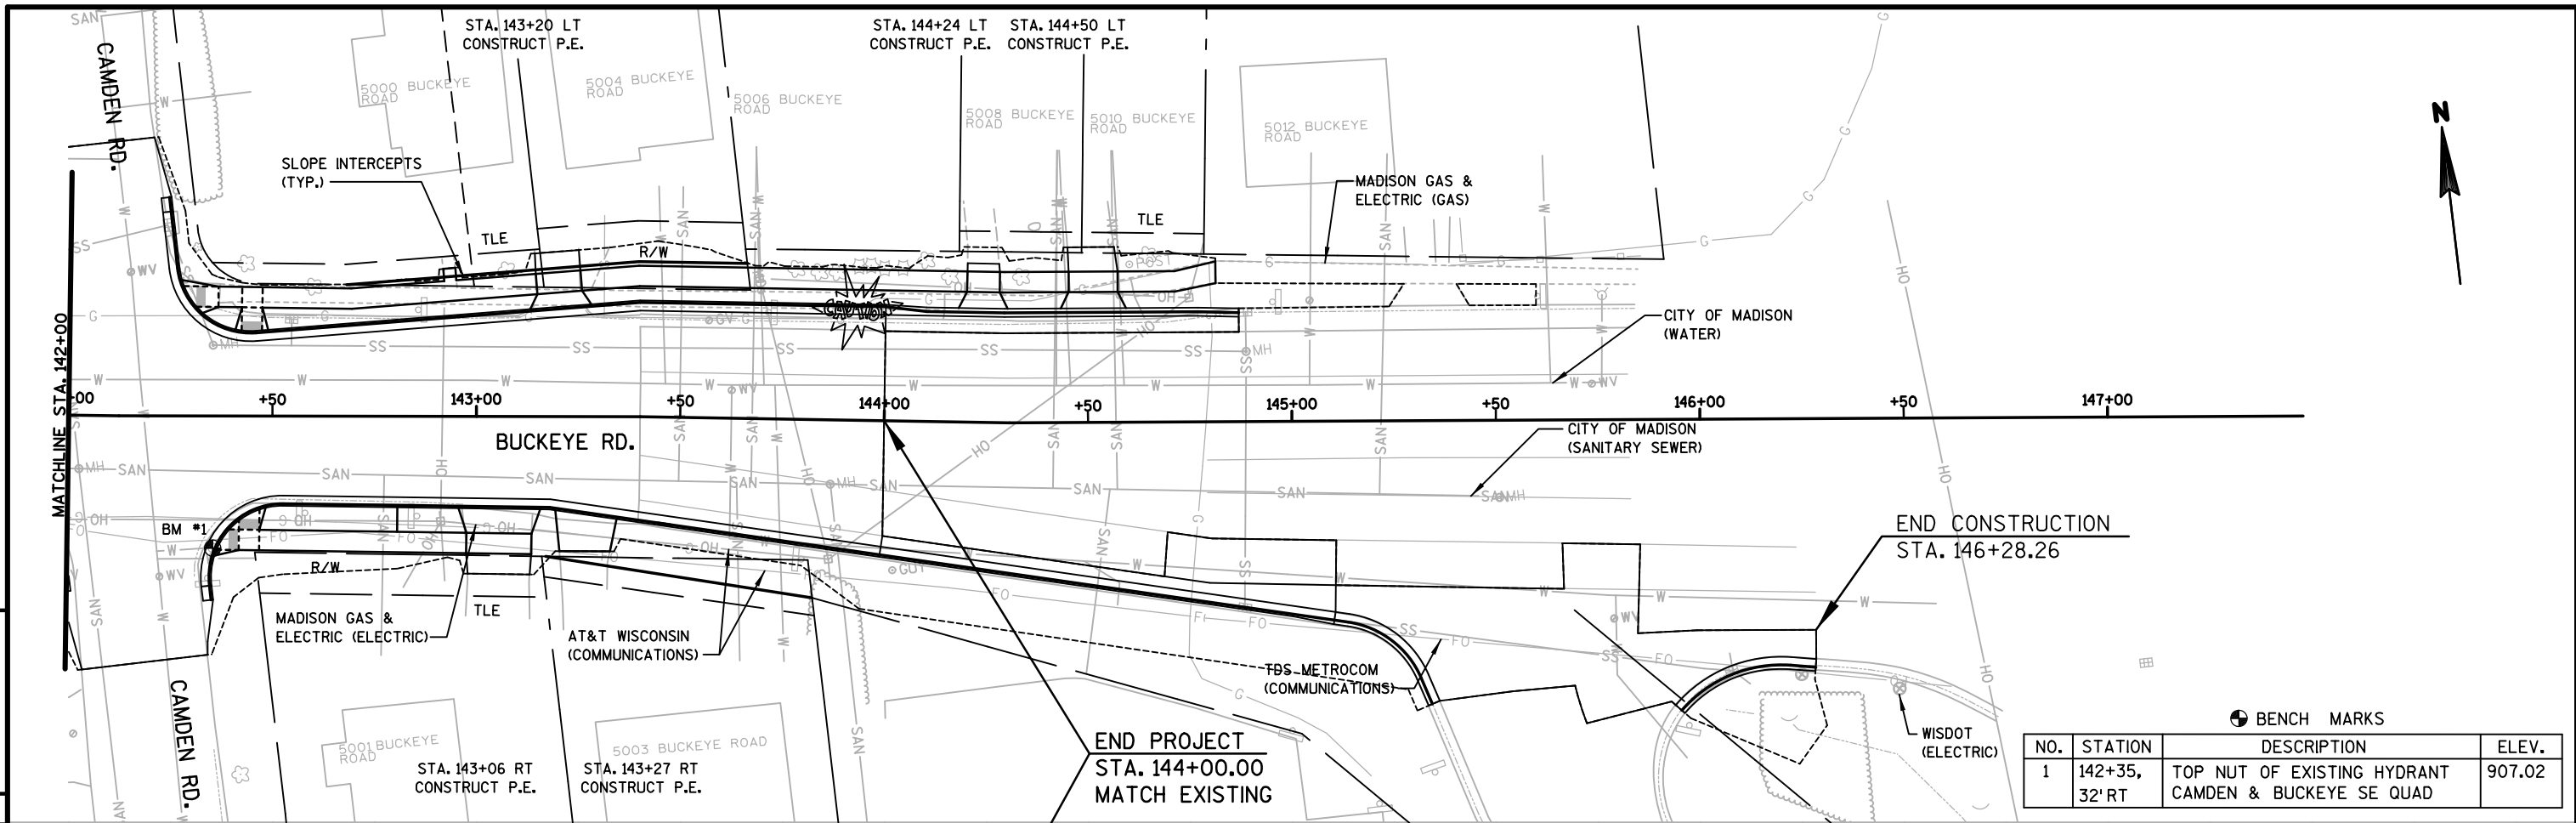 SAN
CAMDEN RD.
STA. 143+20 LT
CONSTRUCT P.E.
STA. 144+24 LT
CONSTRUCT P.E.
STA. 144+50 LT
CONSTRUCT P.E.
5000 BUCKEYE
ROAD
5004 BUCKEYE
ROAD
5006 BUCKEYE
ROAD
5008 BUCKEYE
ROAD
5010 BUCKEYE
ROAD
5012 BUCKEYE
ROAD
N
SLOPE INTERCEPTS
(TYP.)
MADISON GAS &
ELECTRIC (GAS)
TLE
R/W
TLE
POST
CAUTION
CITY OF MADISON
(WATER)
MATCHLINE STA. 142+00
+00
+50
143+00
+50
144+00
+50
145+00
+50
146+00
+50
147+00
BUCKEYE RD.
CITY OF MADISON
(SANITARY SEWER)
BM #1
R/W
TLE
MADISON GAS &
ELECTRIC (ELECTRIC)
AT&T WISCONSIN
(COMMUNICATIONS)
GUY
END CONSTRUCTION
STA. 146+28.26
TDS METROCOM
(COMMUNICATIONS)
CAMDEN RD.
5001 BUCKEYE
ROAD
5003 BUCKEYE ROAD
STA. 143+06 RT
CONSTRUCT P.E.
STA. 143+27 RT
CONSTRUCT P.E.
END PROJECT
STA. 144+00.00
MATCH EXISTING
WISDOT
(ELECTRIC)
BENCH MARKS
NO. STATION DESCRIPTION ELEV.
1 142+35, TOP NUT OF EXISTING HYDRANT 907.02
32' RT CAMDEN & BUCKEYE SE QUAD